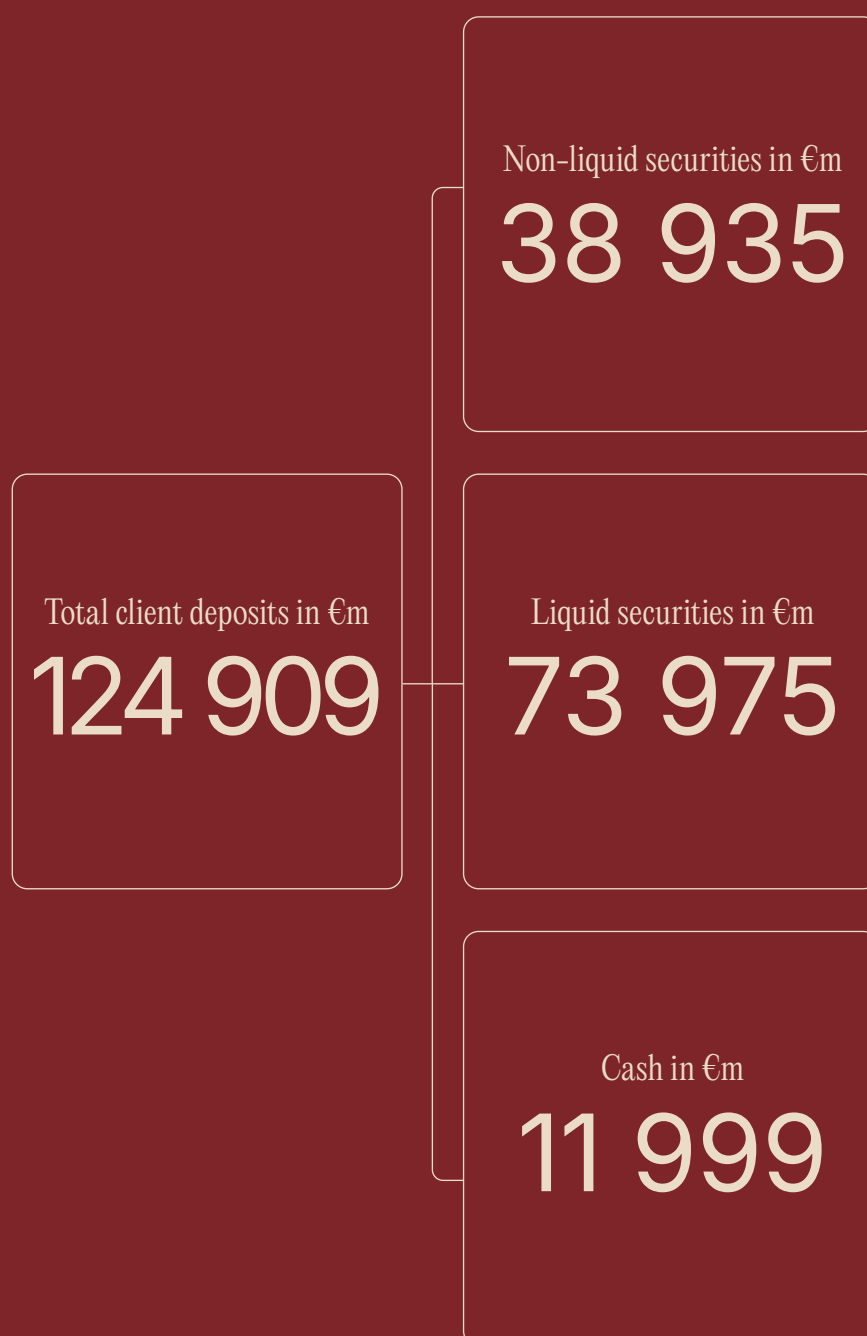 Non-liquid securities in €m
38 935
Total client deposits in €m
124 909
Liquid securities in €m
73 975
Cash in €m
11 999